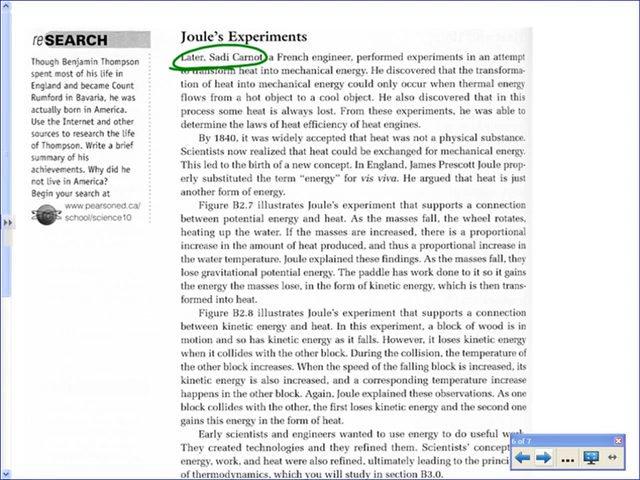 reSEARCH
Though Benjamin Thompson
spent most of his life in
England and became Count
Rumford in Bavaria, he was
actually born in America.
Use the Internet and other
sources to research the life
of Thompson. Write a brief
summary of his
achievements. Why did he
not live in America?
Begin your search at
www.pearsoned.ca/
school/science10
Joule's Experiments
Later, Sadi Carnot, a French engineer, performed experiments in an attempt
to transform heat into mechanical energy. He discovered that the transforma-
tion of heat into mechanical energy could only occur when thermal energy
flows from a hot object to a cool object. He also discovered that in this
process some heat is always lost. From these experiments, he was able to
determine the laws of heat efficiency of heat engines.
By 1840, it was widely accepted that heat was not a physical substance.
Scientists now realized that heat could be exchanged for mechanical energy.
This led to the birth of a new concept. In England, James Prescott Joule prop-
erly substituted the term "energy" for vis viva. He argued that heat is just
another form of energy.
Figure B2.7 illustrates Joule's experiment that supports a connection
between potential energy and heat. As the masses fall, the wheel rotates,
heating up the water. If the masses are increased, there is a proportional
increase in the amount of heat produced, and thus a proportional increase in
the water temperature. Joule explained these findings. As the masses fall, they
lose gravitational potential energy. The paddle has work done to it so it gains
the energy the masses lose, in the form of kinetic energy, which is then trans-
formed into heat.
Figure B2.8 illustrates Joule's experiment that supports a connection
between kinetic energy and heat. In this experiment, a block of wood is in
motion and so has kinetic energy as it falls. However, it loses kinetic energy
when it collides with the other block. During the collision, the temperature of
the other block increases. When the speed of the falling block is increased, its
kinetic energy is also increased, and a corresponding temperature increase
happens in the other block. Again, Joule explained these observations. As one
block collides with the other, the first loses kinetic energy and the second one
gains this energy in the form of heat.
Early scientists and engineers wanted to use energy to do useful work.
They created technologies and they refined them. Scientists' concept
energy, work, and heat were also refined, ultimately leading to the princi
of thermodynamics, which you will study in section B3.0.
6 of 7